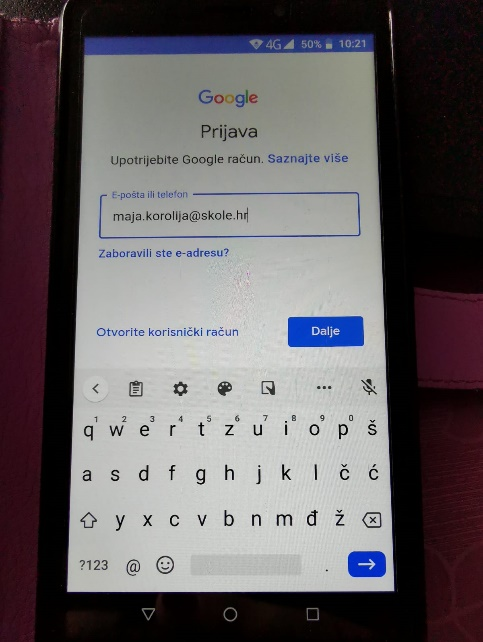 4G 50% 10:21
Google
Prijava
Upotrijebite Google račun. Saznajte više
E-pošta ili telefon
maja.korolija@skole.hr
Zaboravili ste e-adresu?
Otvorite korisnički račun
Dalje
1 2 3 4 5 6 7 8 9 0
q w e r t z u i o p š
a s d f g h j k l č ć
y x c v b n m đ ž
?123 @ .